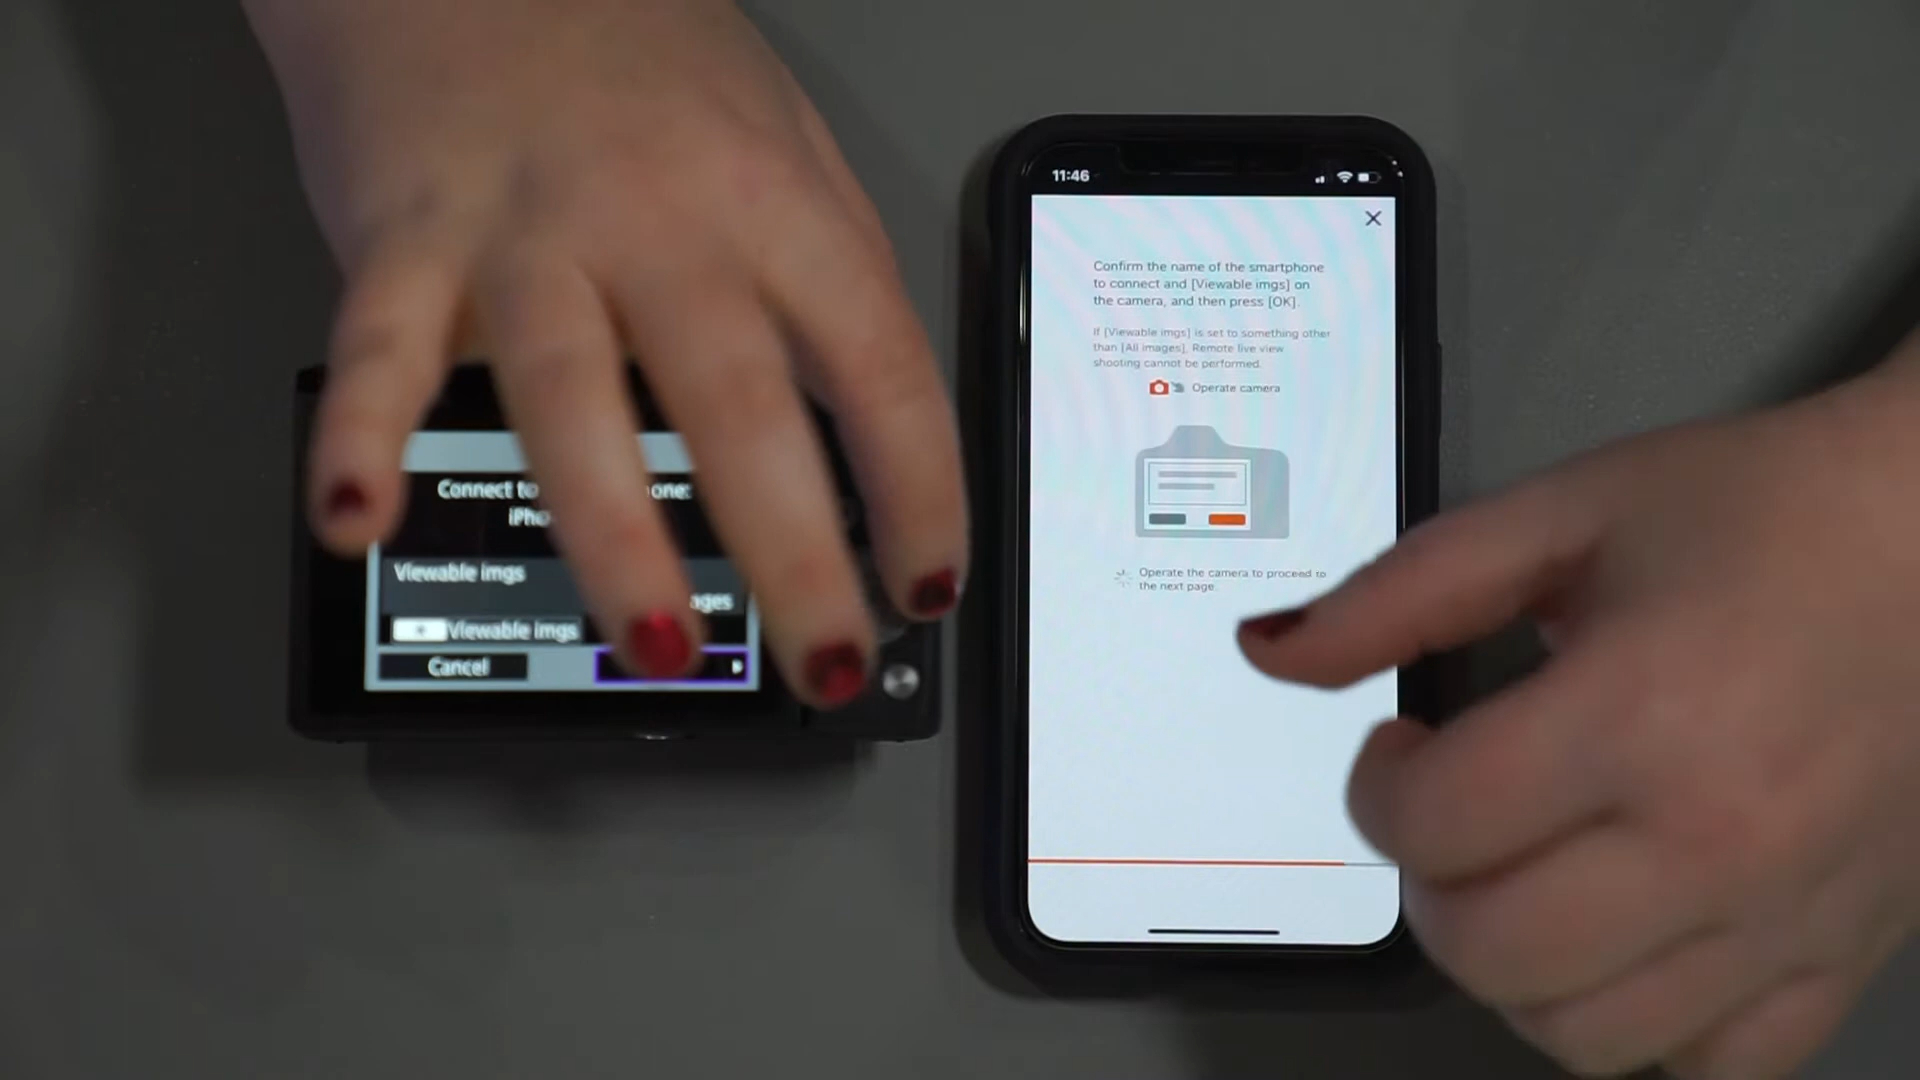 Connect to one:
iPho
Viewable imgs
ages
Viewable imgs
Cancel
11:46
Confirm the name of the smartphone
to connect and [Viewable imgs] on
the camera, and then press [OK].
If [Viewable imgs] is set to something other
than [All images], Remote live view
shooting cannot be performed.
Operate camera
Operate the camera to proceed to
the next page.